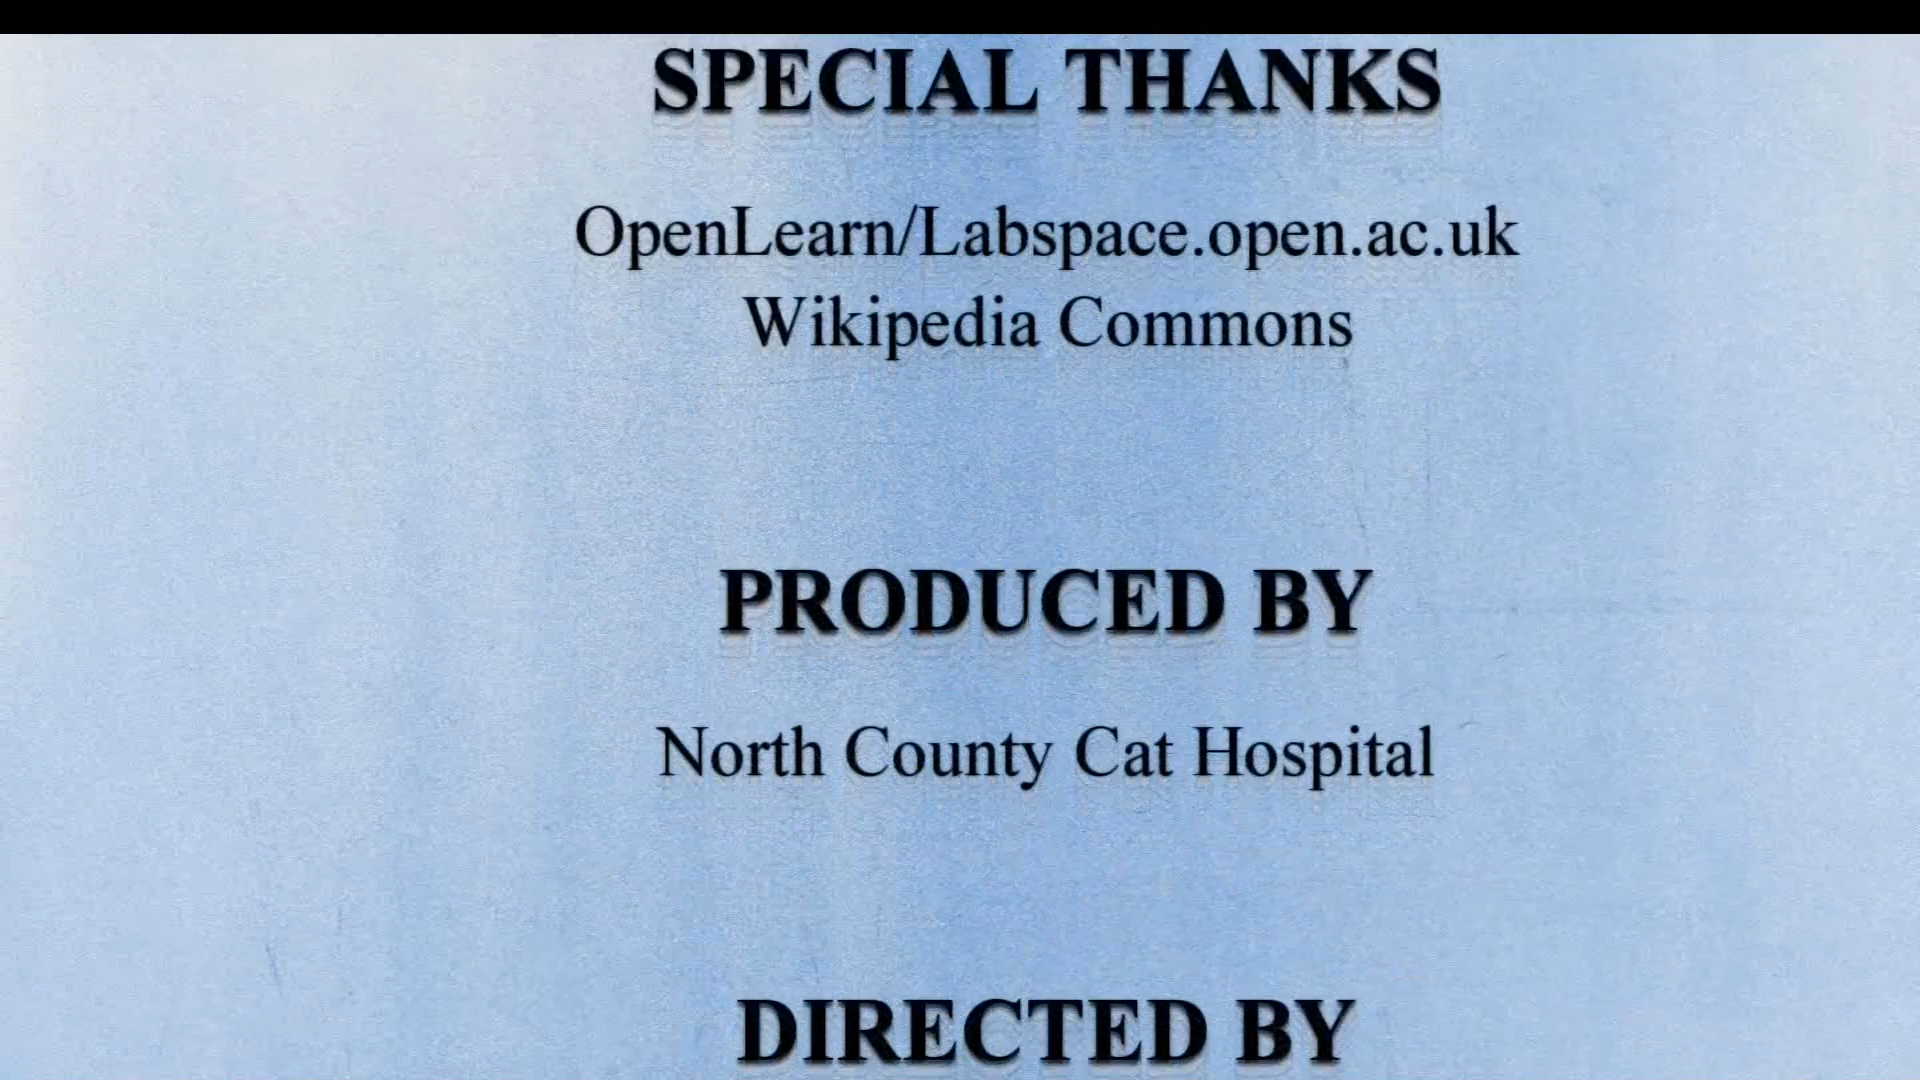 SPECIAL THANKS
OpenLearn/Labspace.open.ac.uk
Wikipedia Commons
PRODUCED BY
North County Cat Hospital
DIRECTED BY